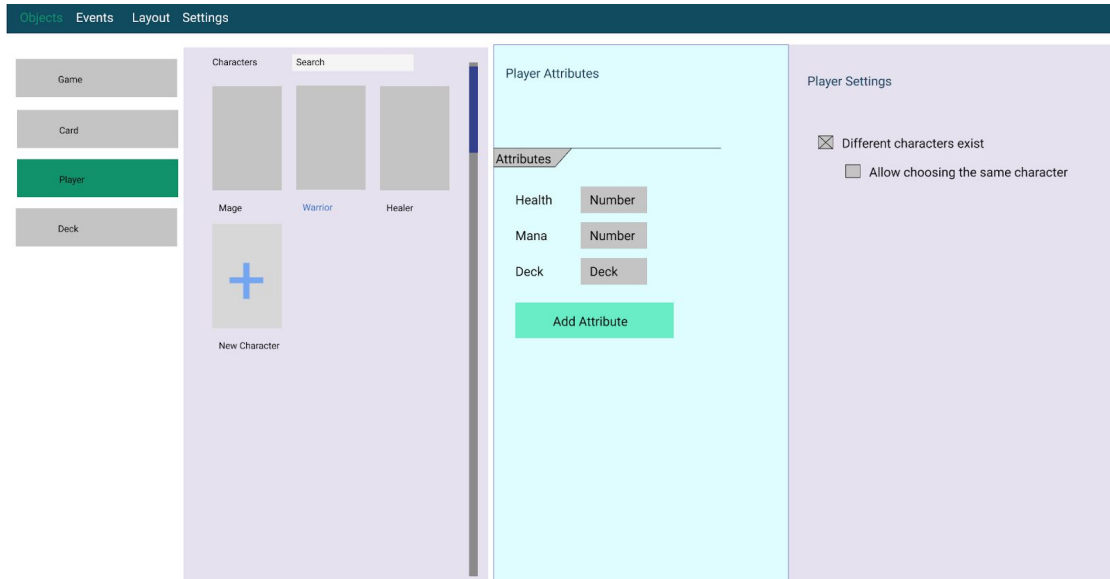 Objects Events Layout Settings
Game
Card
Player
Deck
Characters Search
Mage Warrior Healer
New Character
Player Attributes
Attributes
Health Number
Mana Number
Deck Deck
Add Attribute
Player Settings
Different characters exist
Allow choosing the same character